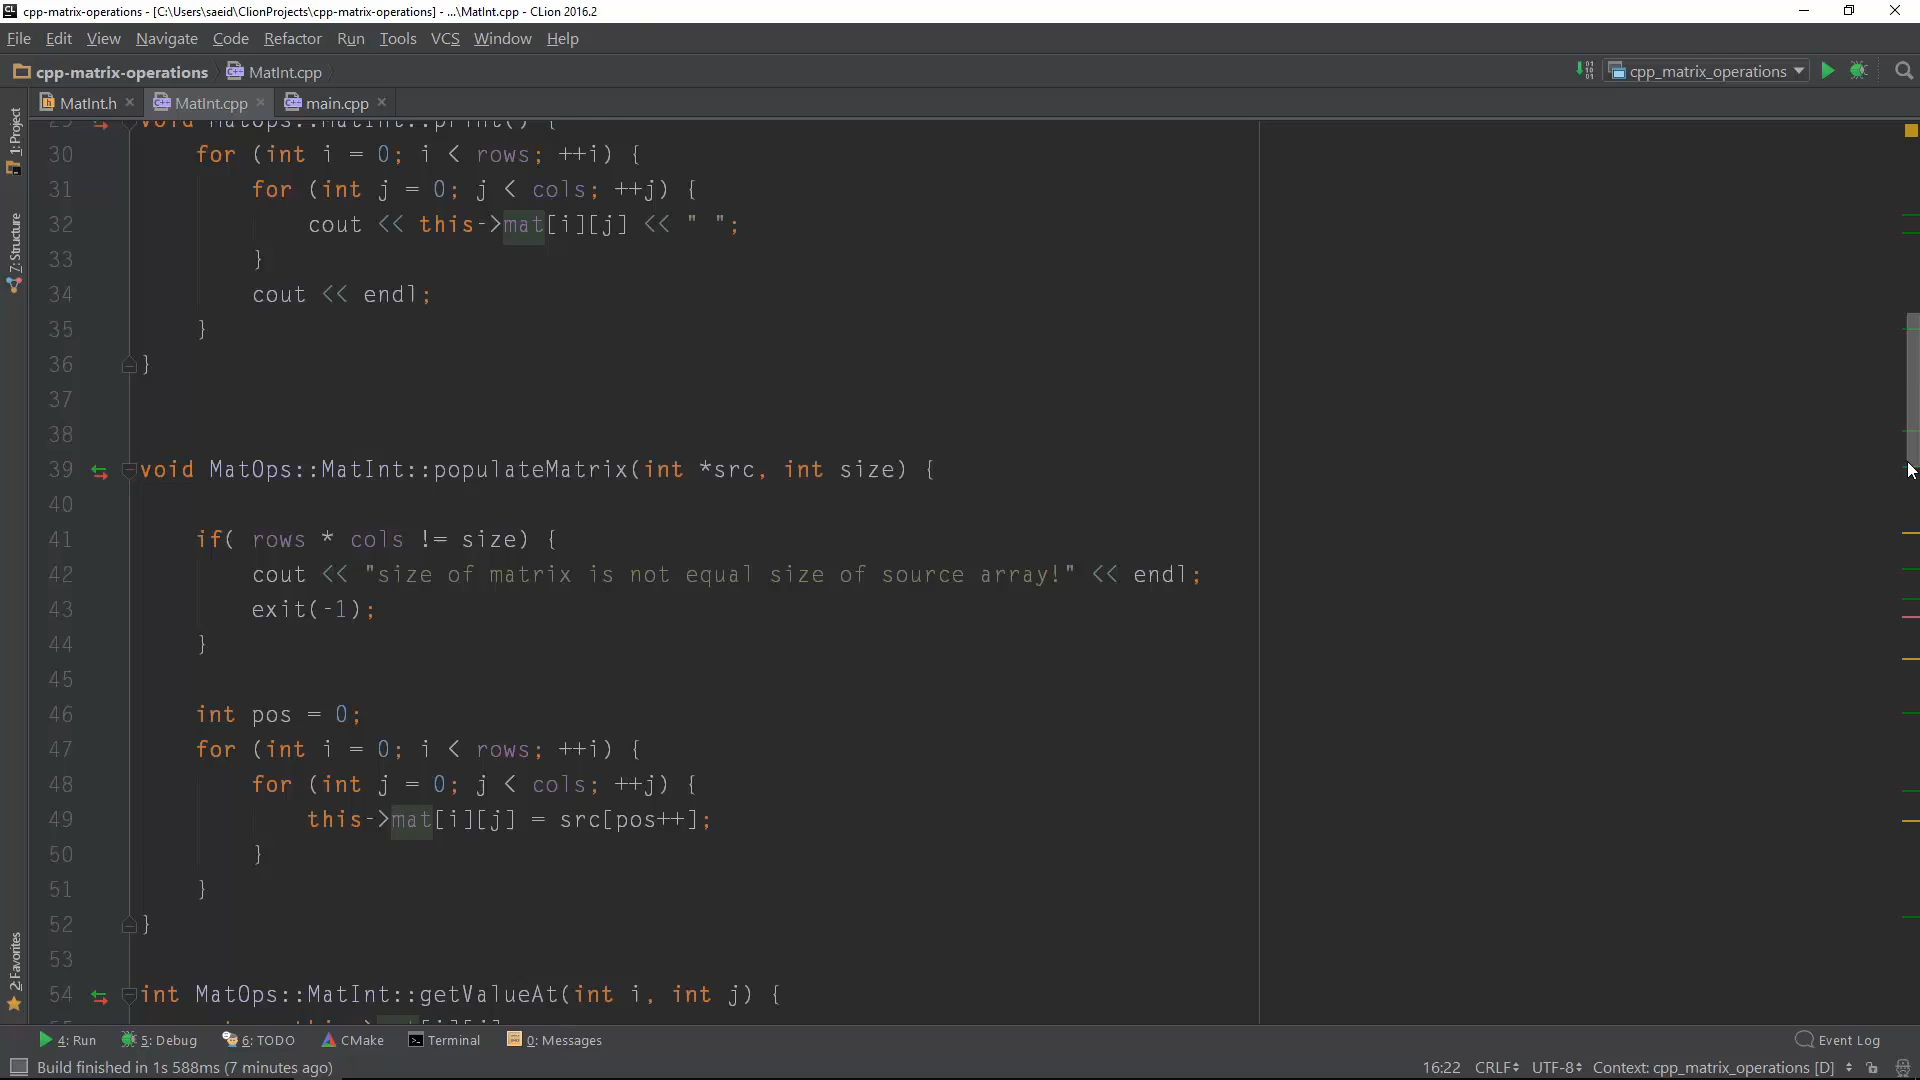 cpp-matrix-operations - [C:\Users\saeid\ClionProjects\cpp-matrix-operations] - ...\MatInt.cpp - CLion 2016.2
File Edit View Navigate Code Refactor Run Tools VCS Window Help
cpp-matrix-operations MatInt.cpp cpp_matrix_operations
MatInt.h MatInt.cpp main.cpp
1: Project
7: Structure
2: Favorites
29 void MatOps::MatInt::print() {
30 for (int i = 0; i < rows; ++i) {
31 for (int j = 0; j < cols; ++j) {
32 cout << this->mat[i][j] << " ";
33 }
34 cout << endl;
35 }
36 }
37
38
39 void MatOps::MatInt::populateMatrix(int *src, int size) {
40
41 if( rows * cols != size) {
42 cout << "size of matrix is not equal size of source array!" << endl;
43 exit(-1);
44 }
45
46 int pos = 0;
47 for (int i = 0; i < rows; ++i) {
48 for (int j = 0; j < cols; ++j) {
49 this->mat[i][j] = src[pos++];
50 }
51 }
52 }
53
54 int MatOps::MatInt::getValueAt(int i, int j) {
4: Run 5: Debug 6: TODO CMake Terminal 0: Messages Event Log
Build finished in 1s 588ms (7 minutes ago) 16:22 CRLF UTF-8 Context: cpp_matrix_operations [D]